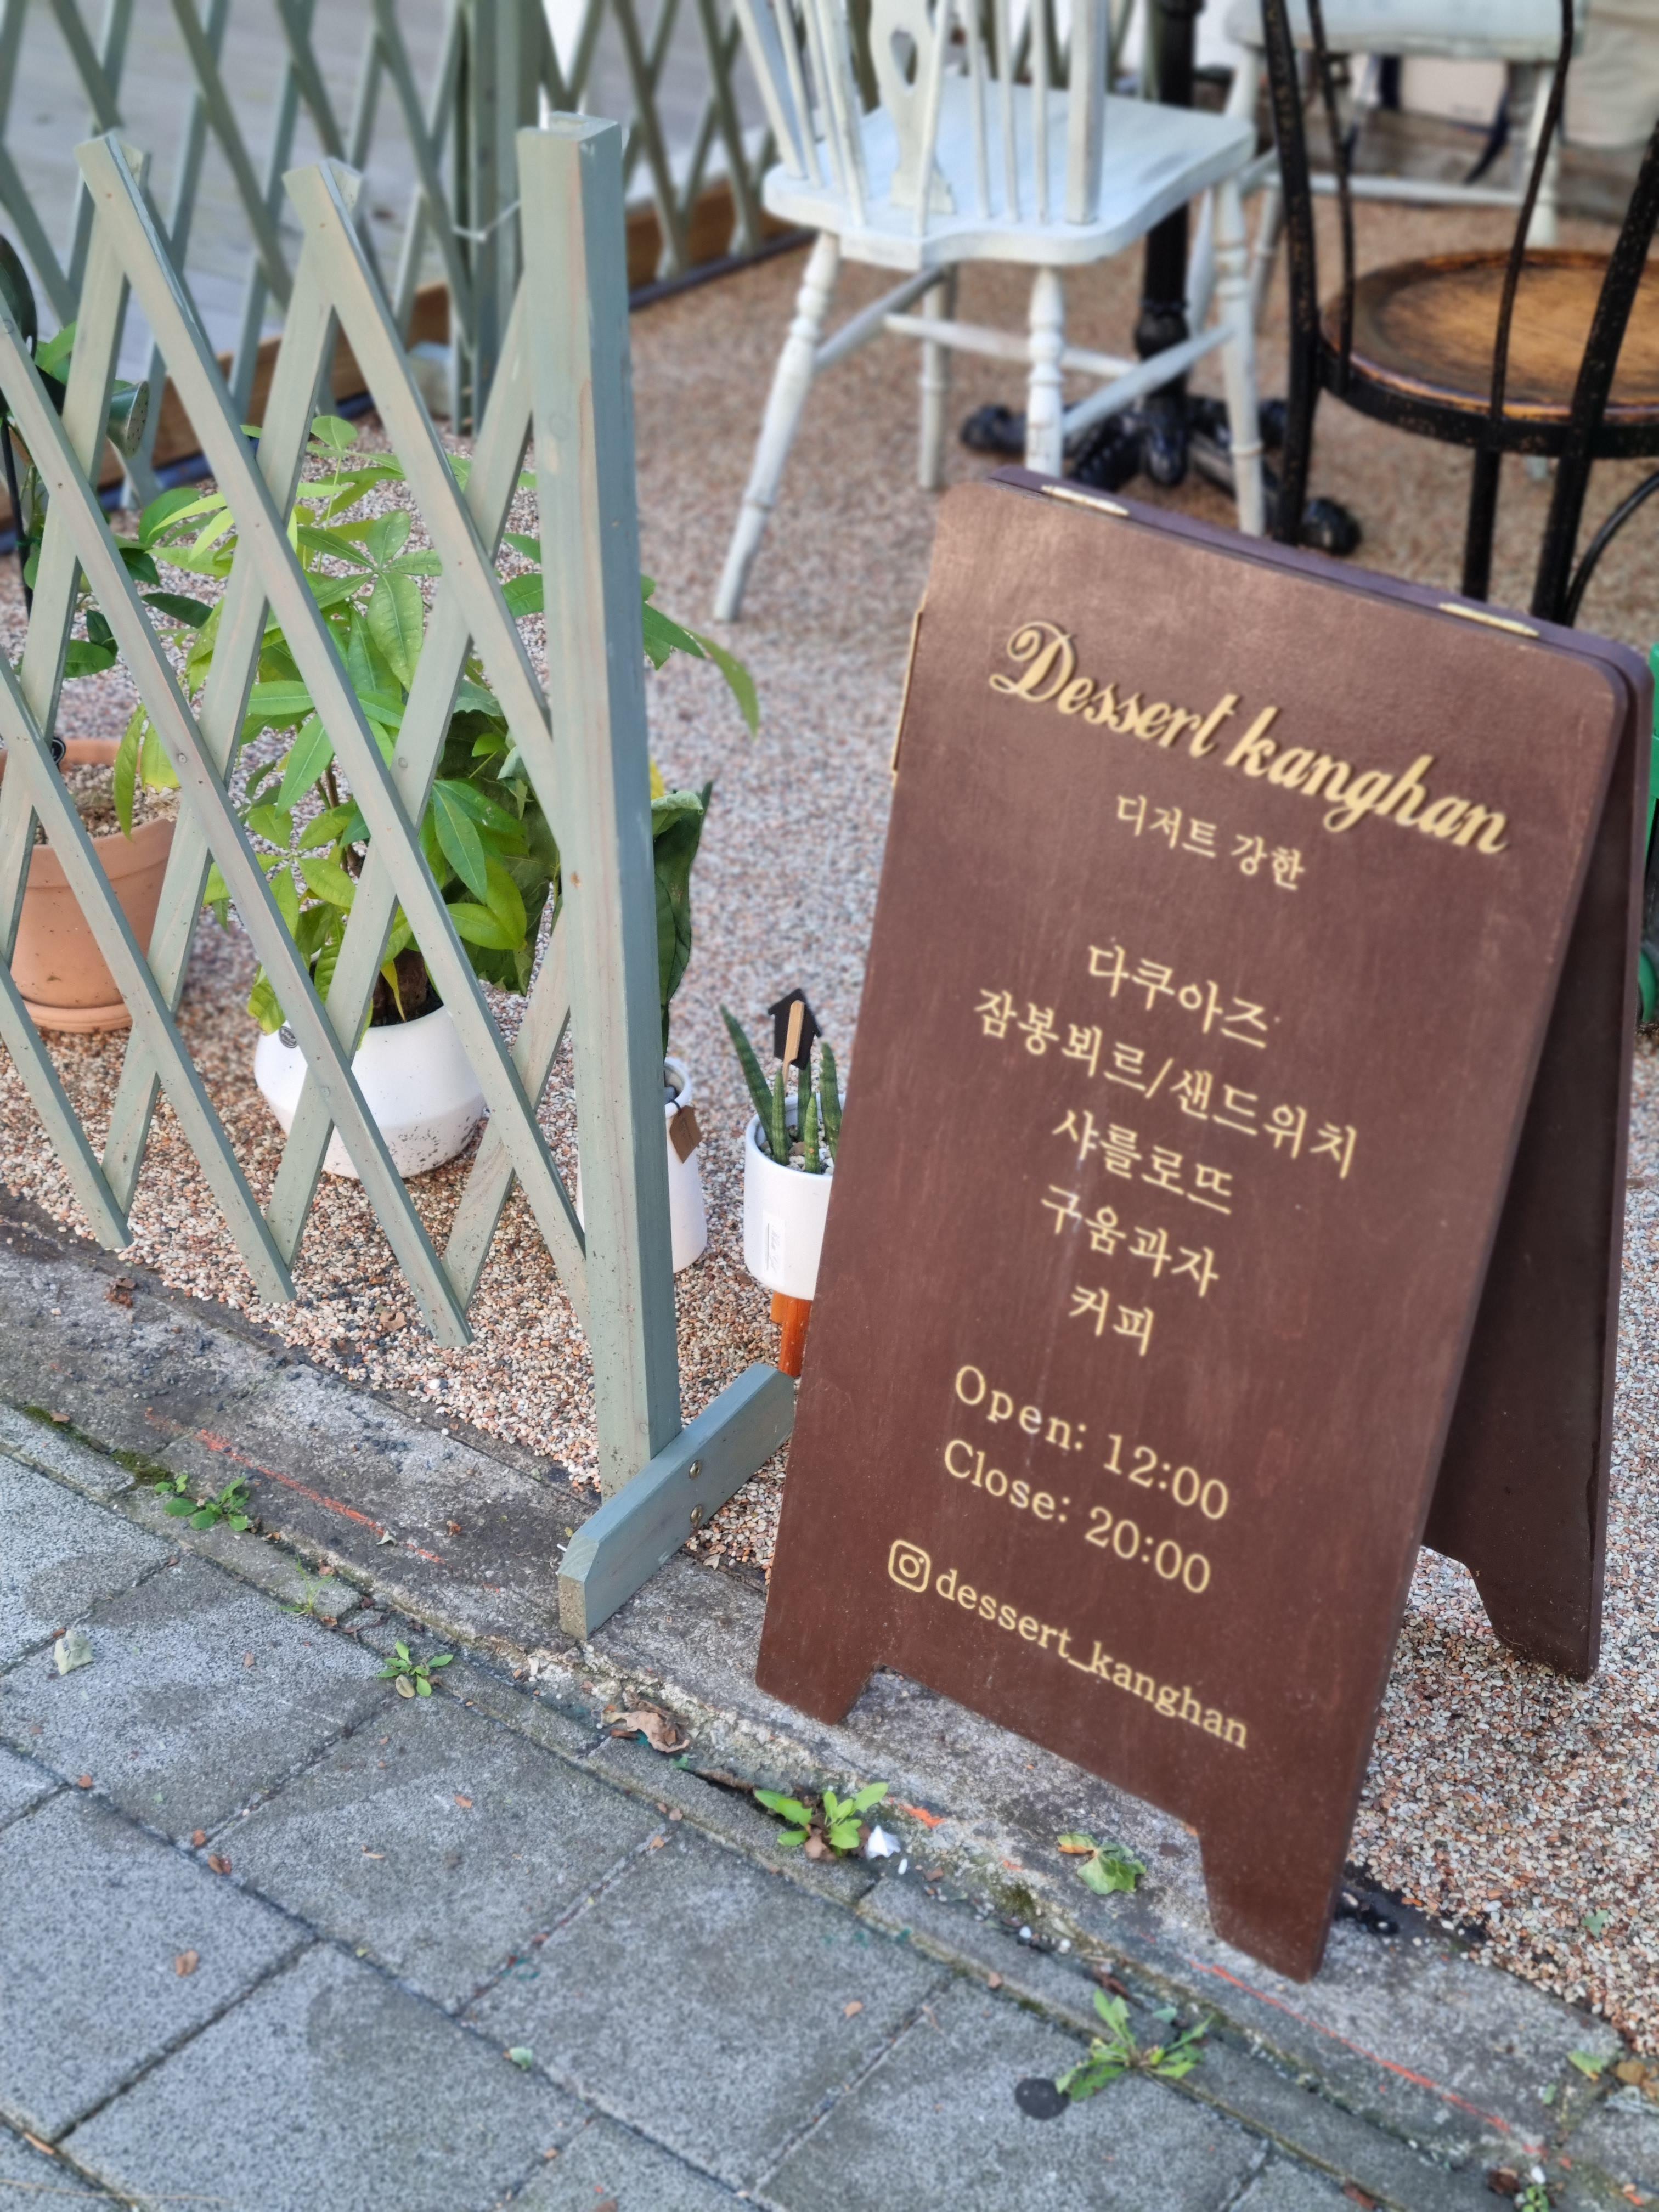 Dessert kanghan
디저트 강한
다쿠아즈
잠봉뵈르/샌드위치
샤를로뜨
구움과자
커피
Open: 12:00
Close: 20:00
dessert_kanghan